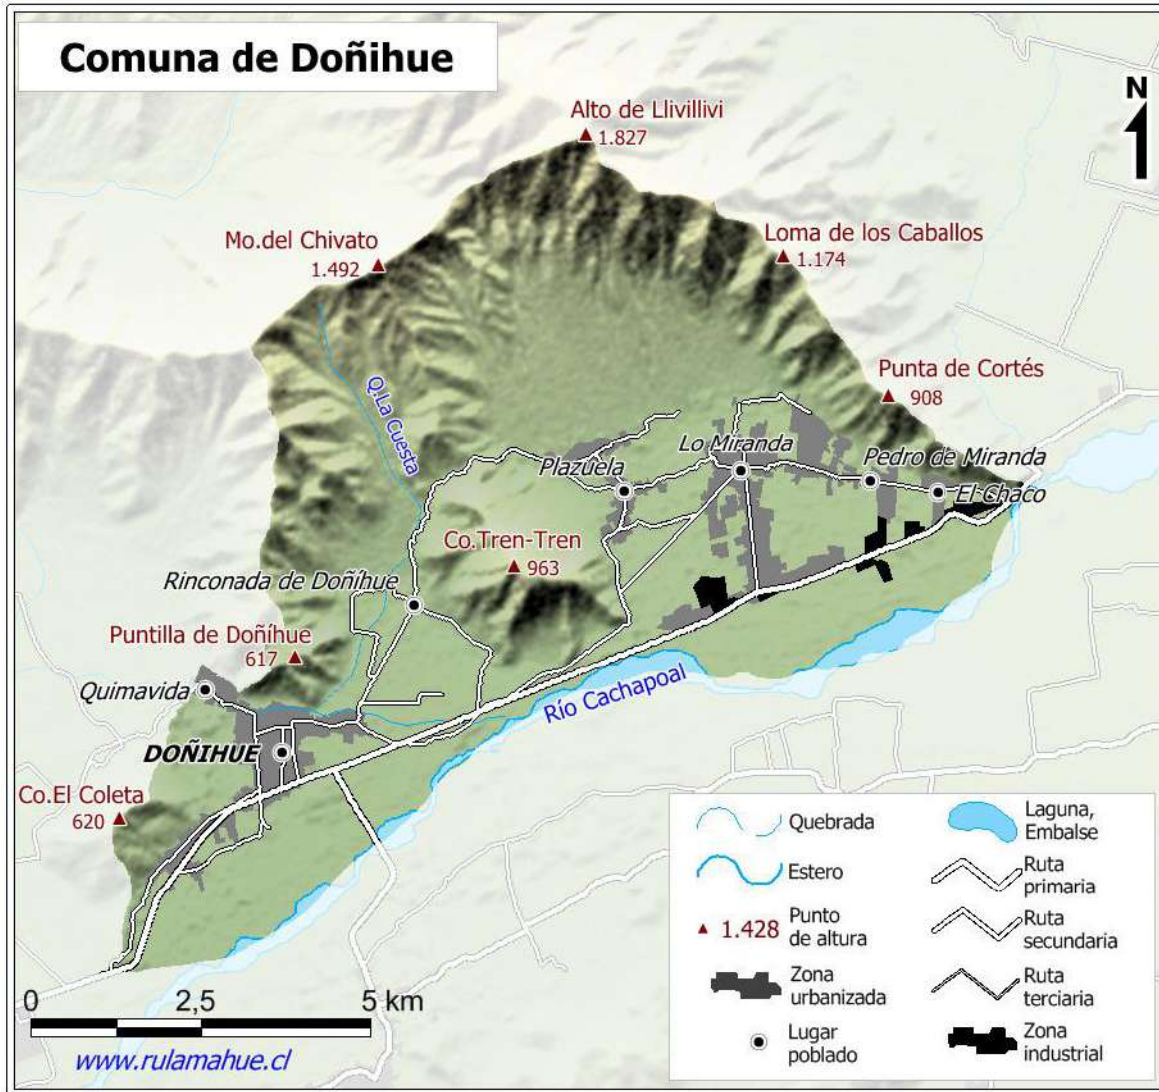 Comuna de Doñihue
N
Alto de Llivillivi
1.827
Mo.del Chivato
1.492
Loma de los Caballos
1.174
Punta de Cortés
908
Q.La Cuesta
Lo Miranda
Plazuela
Pedro de Miranda
El Chaco
Co.Tren-Tren
963
Rinconada de Doñíhue
Puntilla de Doñíhue
617
Quimavida
Río Cachapoal
DOÑIHUE
Co.El Coleta
620
Quebrada
Laguna,
Embalse
Estero
Ruta
primaria
1.428
Punto
de altura
Ruta
secundaria
Zona
urbanizada
Ruta
terciaria
Lugar
poblado
Zona
industrial
0 2,5 5 km
www.rulamahue.cl